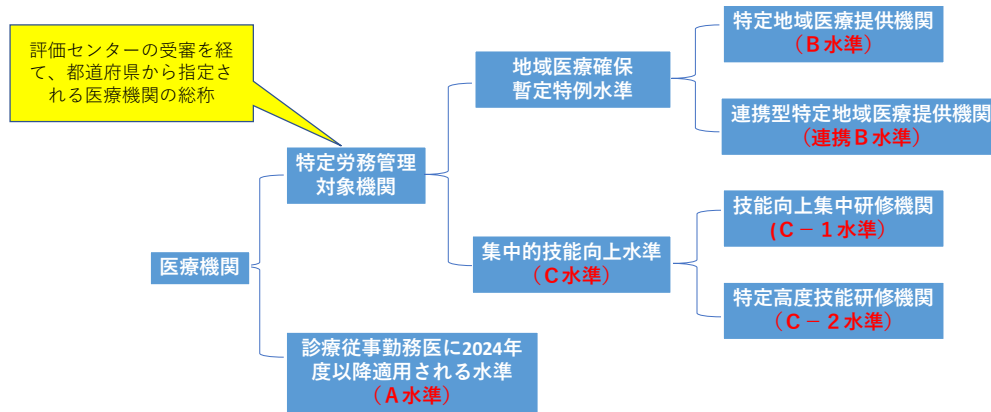 評価センターの受審を経
て、都道府県から指定さ
れる医療機関の総称
特定地域医療提供機関
（Ｂ水準）
地域医療確保
暫定特例水準
連携型特定地域医療提供機関
（連携Ｂ水準）
特定労務管理
対象機関
技能向上集中研修機関
(Ｃ－１水準）
集中的技能向上水準
（Ｃ水準）
医療機関
特定高度技能研修機関
（Ｃ－２水準）
診療従事勤務医に2024年
度以降適用される水準
（Ａ水準）